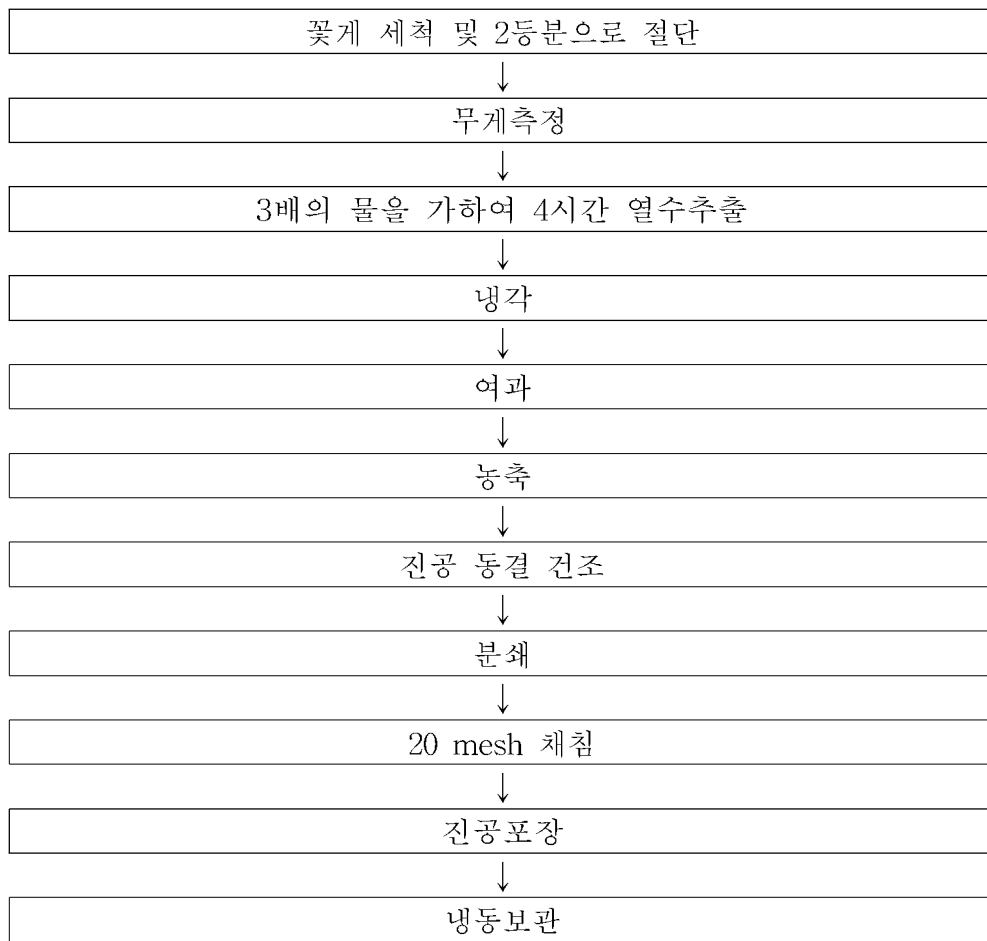 꽃게 세척 및 2등분으로 절단
↓
무게측정
↓
3배의 물을 가하여 4시간 열수추출
↓
냉각
↓
여과
↓
농축
↓
진공 동결 건조
↓
분쇄
↓
20 mesh 채침
↓
진공포장
↓
냉동보관